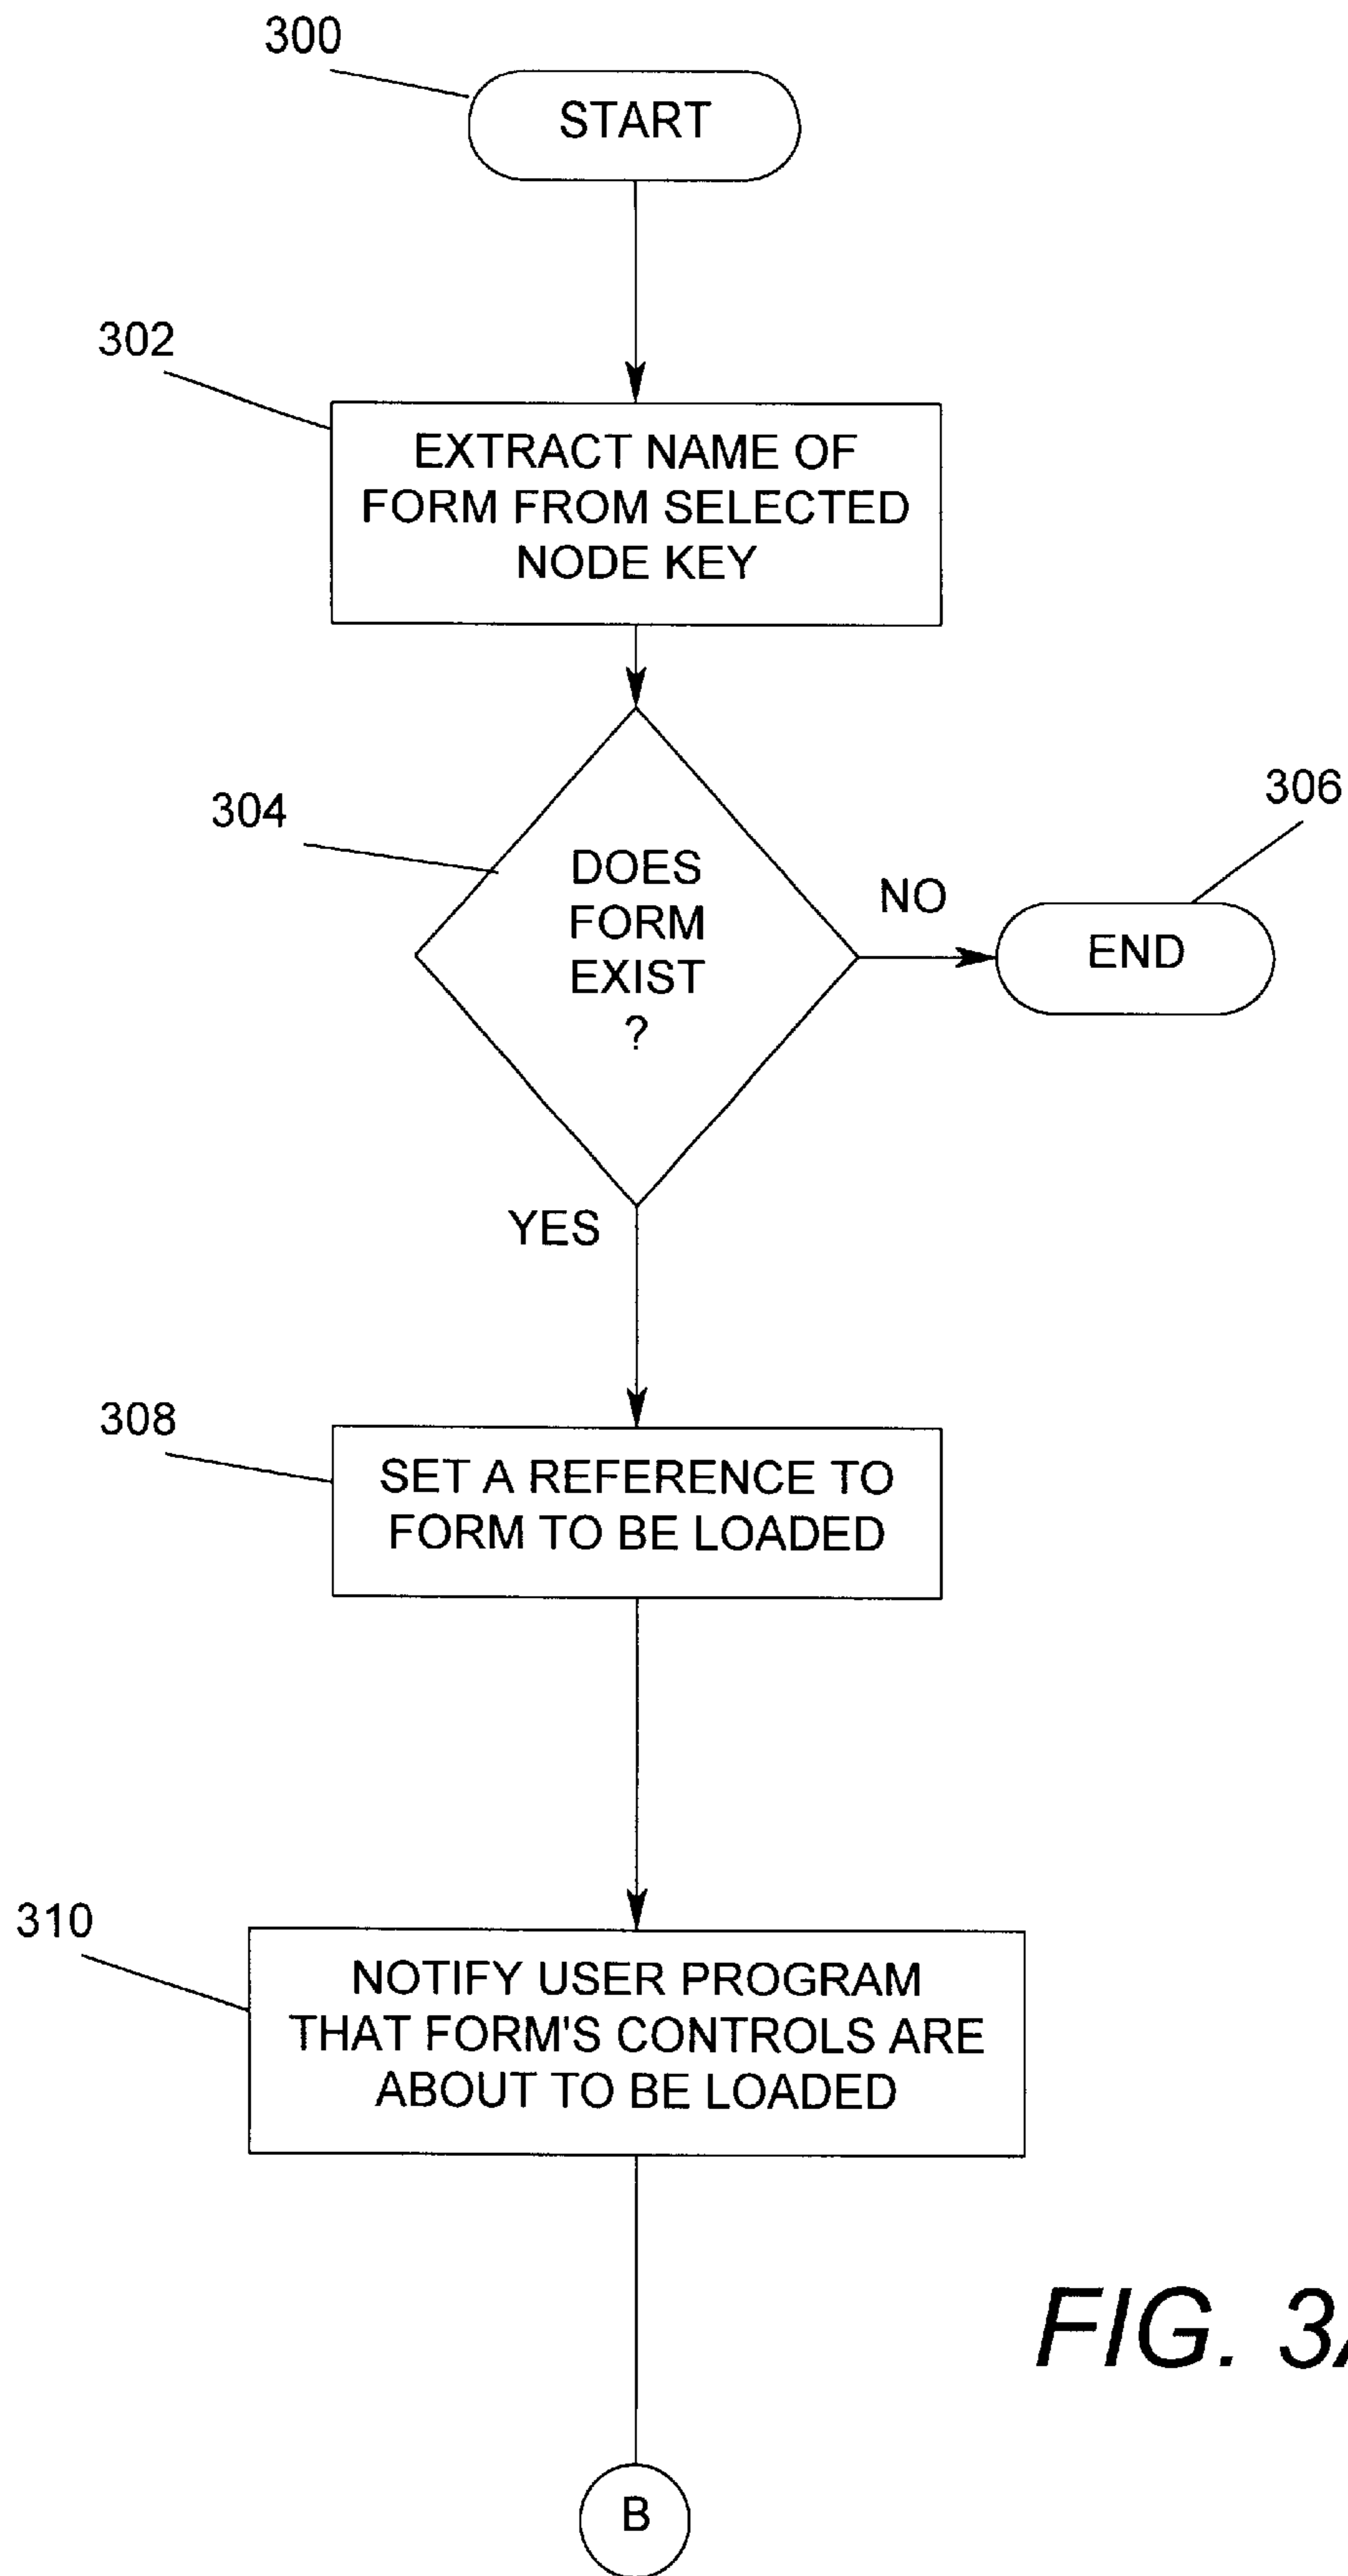 300
START
302
EXTRACT NAME OF
FORM FROM SELECTED
NODE KEY
304
DOES
FORM
EXIST
?
NO
306
END
YES
308
SET A REFERENCE TO
FORM TO BE LOADED
310
NOTIFY USER PROGRAM
THAT FORM'S CONTROLS ARE
ABOUT TO BE LOADED
FIG. 3
B